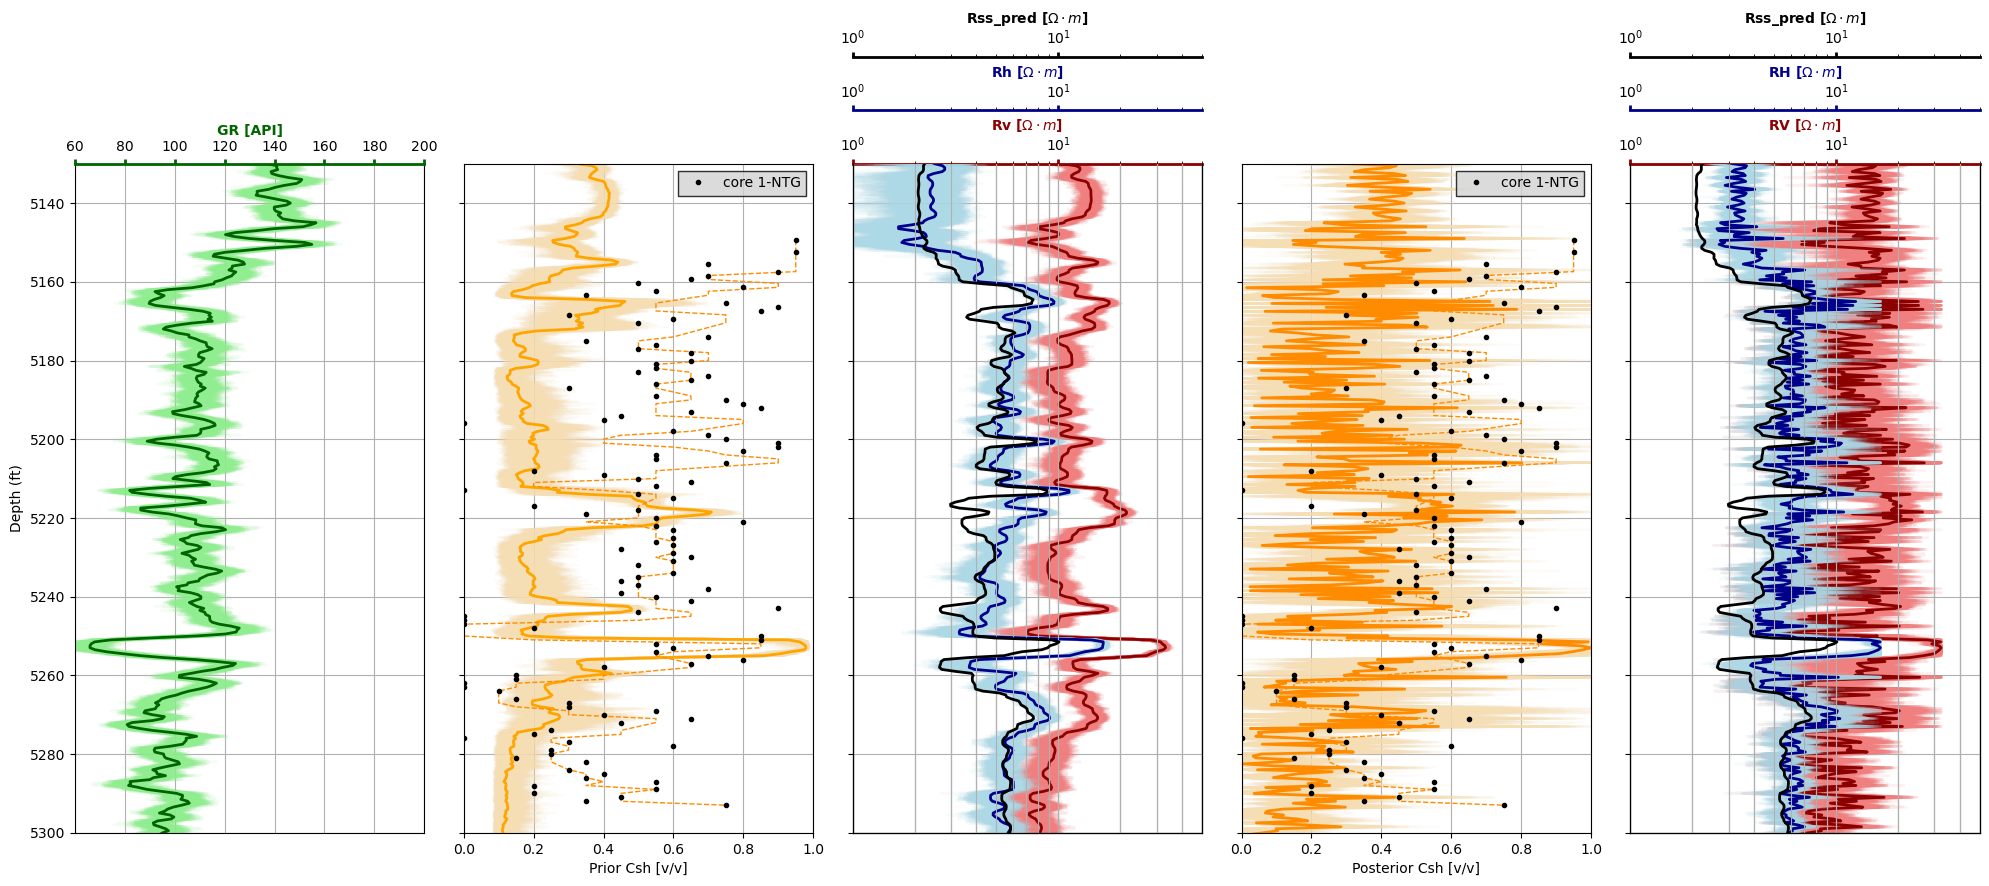 Rss_pred [Ω · m]
10⁰ 10¹
Rh [Ω · m]
10⁰ 10¹
Rv [Ω · m]
10⁰ 10¹
Rss_pred [Ω · m]
10⁰ 10¹
RH [Ω · m]
10⁰ 10¹
RV [Ω · m]
10⁰ 10¹
GR [API]
60 80 100 120 140 160 180 200
core 1-NTG
core 1-NTG
Depth (ft)
5140
5160
5180
5200
5220
5240
5260
5280
5300
0.0 0.2 0.4 0.6 0.8 1.0
Prior Csh [v/v]
0.0 0.2 0.4 0.6 0.8 1.0
Posterior Csh [v/v]